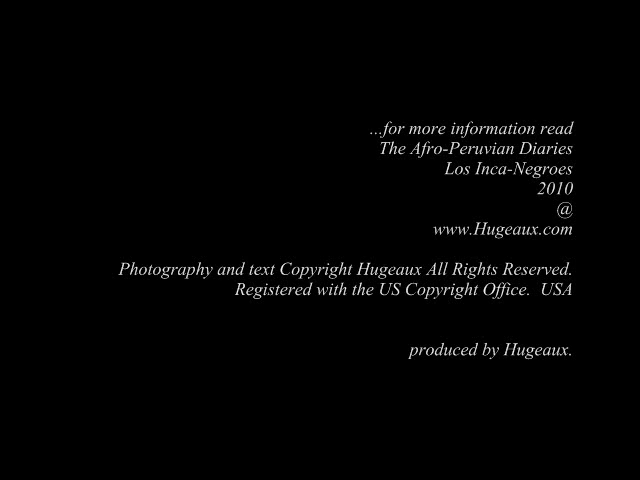 ...for more information read
The Afro-Peruvian Diaries
Los Inca-Negroes
2010
@
www.Hugeaux.com
Photography and text Copyright Hugeaux All Rights Reserved.
Registered with the US Copyright Office.  USA
produced by Hugeaux.